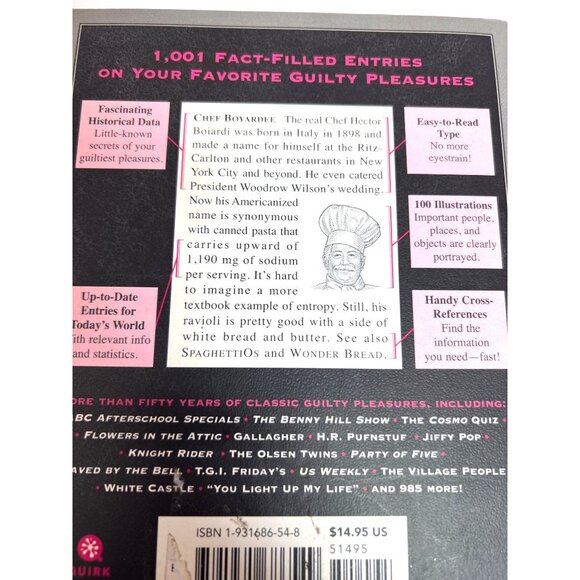 1,001 FACT-FILLED ENTRIES
ON YOUR FAVORITE GUILTY PLEASURES
Fascinating
Historical Data
Little-known
secrets of your
guiltiest pleasures.
CHEF BOYARDEE The real Chef Hector
Boiardi was born in Italy in 1898 and
made a name for himself at the Ritz-
Carlton and other restaurants in New
York City and beyond. He even catered
President Woodrow Wilson's wedding.
Now his Americanized
name is synonymous
with canned pasta that
carries upward of
1,190 mg of sodium
per serving. It's hard
to imagine a more
textbook example of entropy. Still, his
ravioli is pretty good with a side of
white bread and butter. See also
SPAGHETTIOS and WONDER BREAD.
Easy-to-Read
Type
No more
eyestrain!
100 Illustrations
Important people,
places, and
objects are clearly
portrayed.
Up-to-Date
Entries for
Today's World
ith relevant info
and statistics.
Handy Cross-
References
Find the
information
you need—fast!
ORE THAN FIFTY YEARS OF CLASSIC GUILTY PLEASURES, INCLUDING:
ABC AFTERSCHOOL SPECIALS • THE BENNY HILL SHOW • THE COSMO QUIZ
• FLOWERS IN THE ATTIC • GALLAGHER • H.R. PUFNSTUF • JIFFY POP •
KNIGHT RIDER • THE OLSEN TWINS • PARTY OF FIVE •
AVED BY THE BELL • T.G.I. FRIDAY'S • US WEEKLY • THE VILLAGE PEOPLE
• WHITE CASTLE • "YOU LIGHT UP MY LIFE" • AND 985 MORE!
ISBN 1-931686-54-8
$14.95 US
51495
E
UIRK